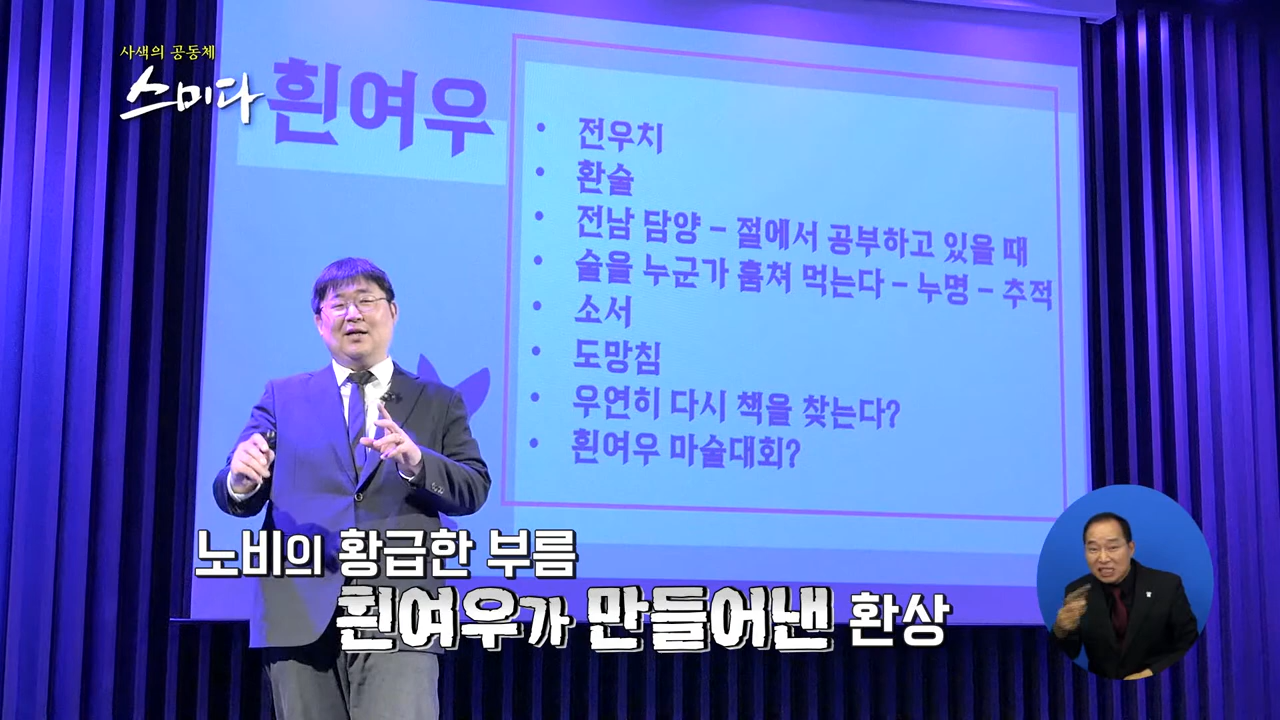 사색의 공동체
스미다
흰여우
• 전우치
• 환술
• 전남 담양 - 절에서 공부하고 있을 때
• 술을 누군가 훔쳐 먹는다 - 누명 - 추적
• 소서
• 도망침
• 우연히 다시 책을 찾는다?
• 흰여우 마술대회?
노비의 황급한 부름
흰여우가 만들어낸 환상